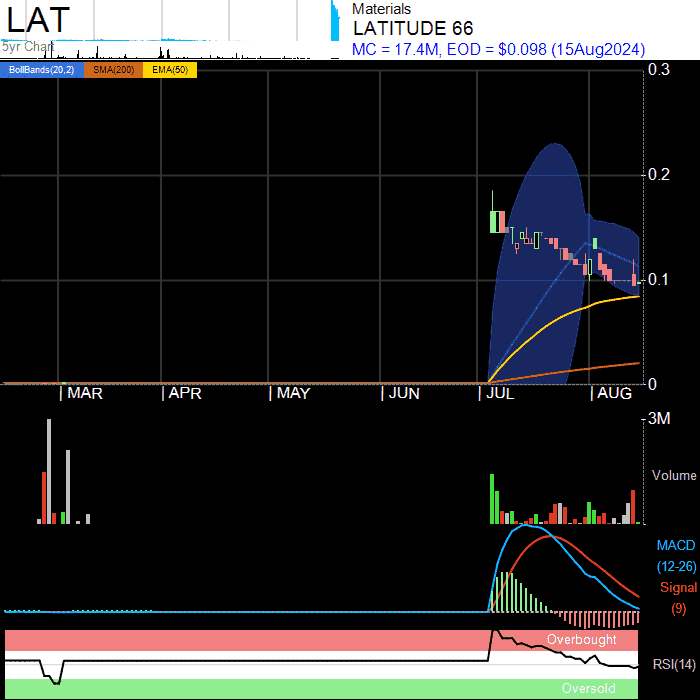 LAT
5yr Chart
Materials
LATITUDE 66
MC = 17.4M, EOD = $0.098 (15Aug2024)
BollBands(20,2) SMA(200) EMA(50)
0.3
0.2
0.1
0
MAR APR MAY JUN JUL AUG
3M
Volume
MACD
(12-26)
Signal
(9)
Overbought
RSI(14)
Oversold